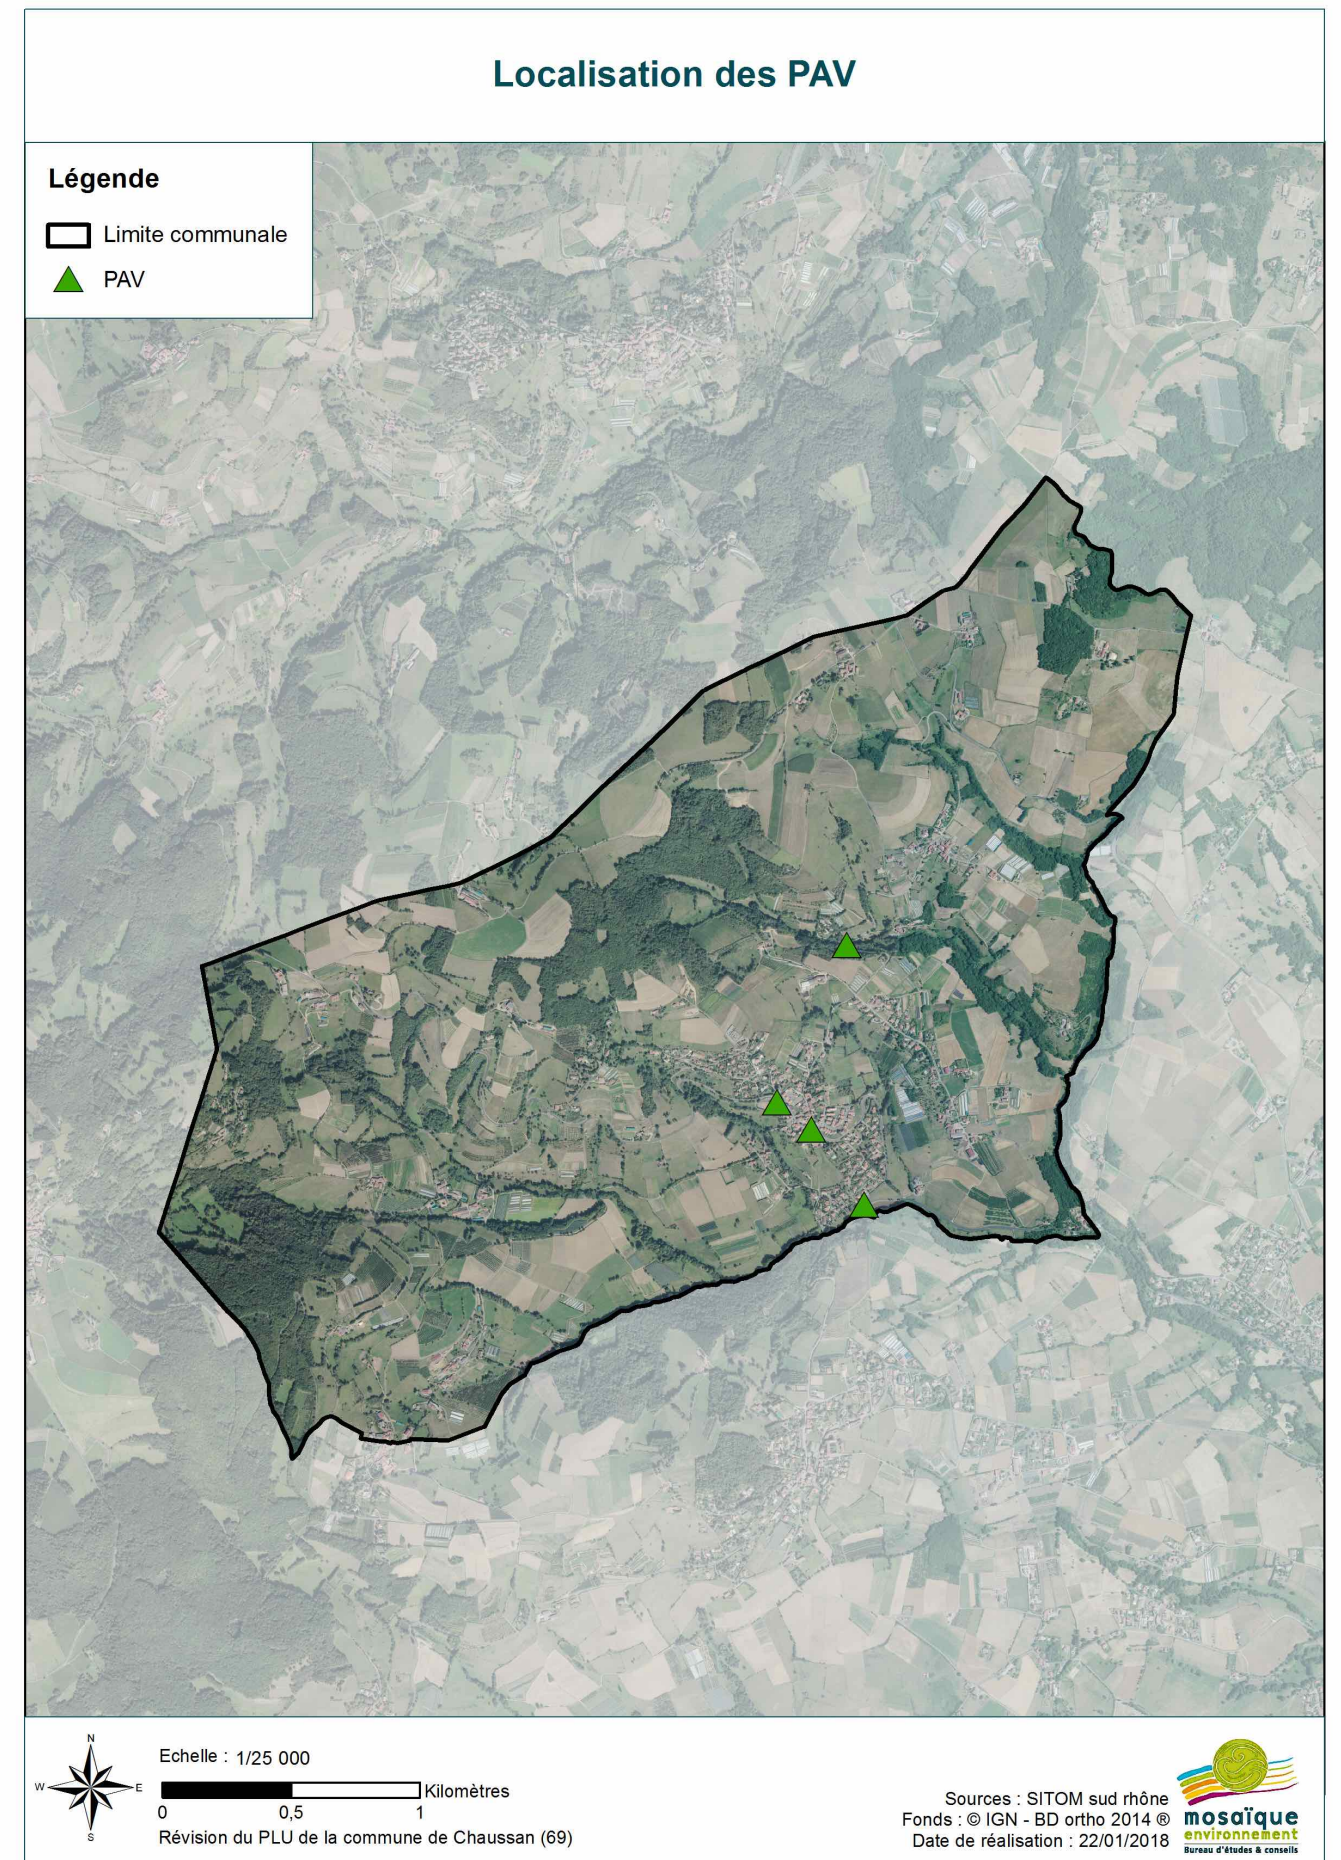 Localisation des PAV
Légende
Limite communale
PAV
N
W E
S
Echelle : 1/25 000
Kilomètres
0 0,5 1
Révision du PLU de la commune de Chaussan (69)
Sources : SITOM sud rhône
Fonds : © IGN - BD ortho 2014 ®
Date de réalisation : 22/01/2018
mosaïque
environnement
Bureau d'études & conseils